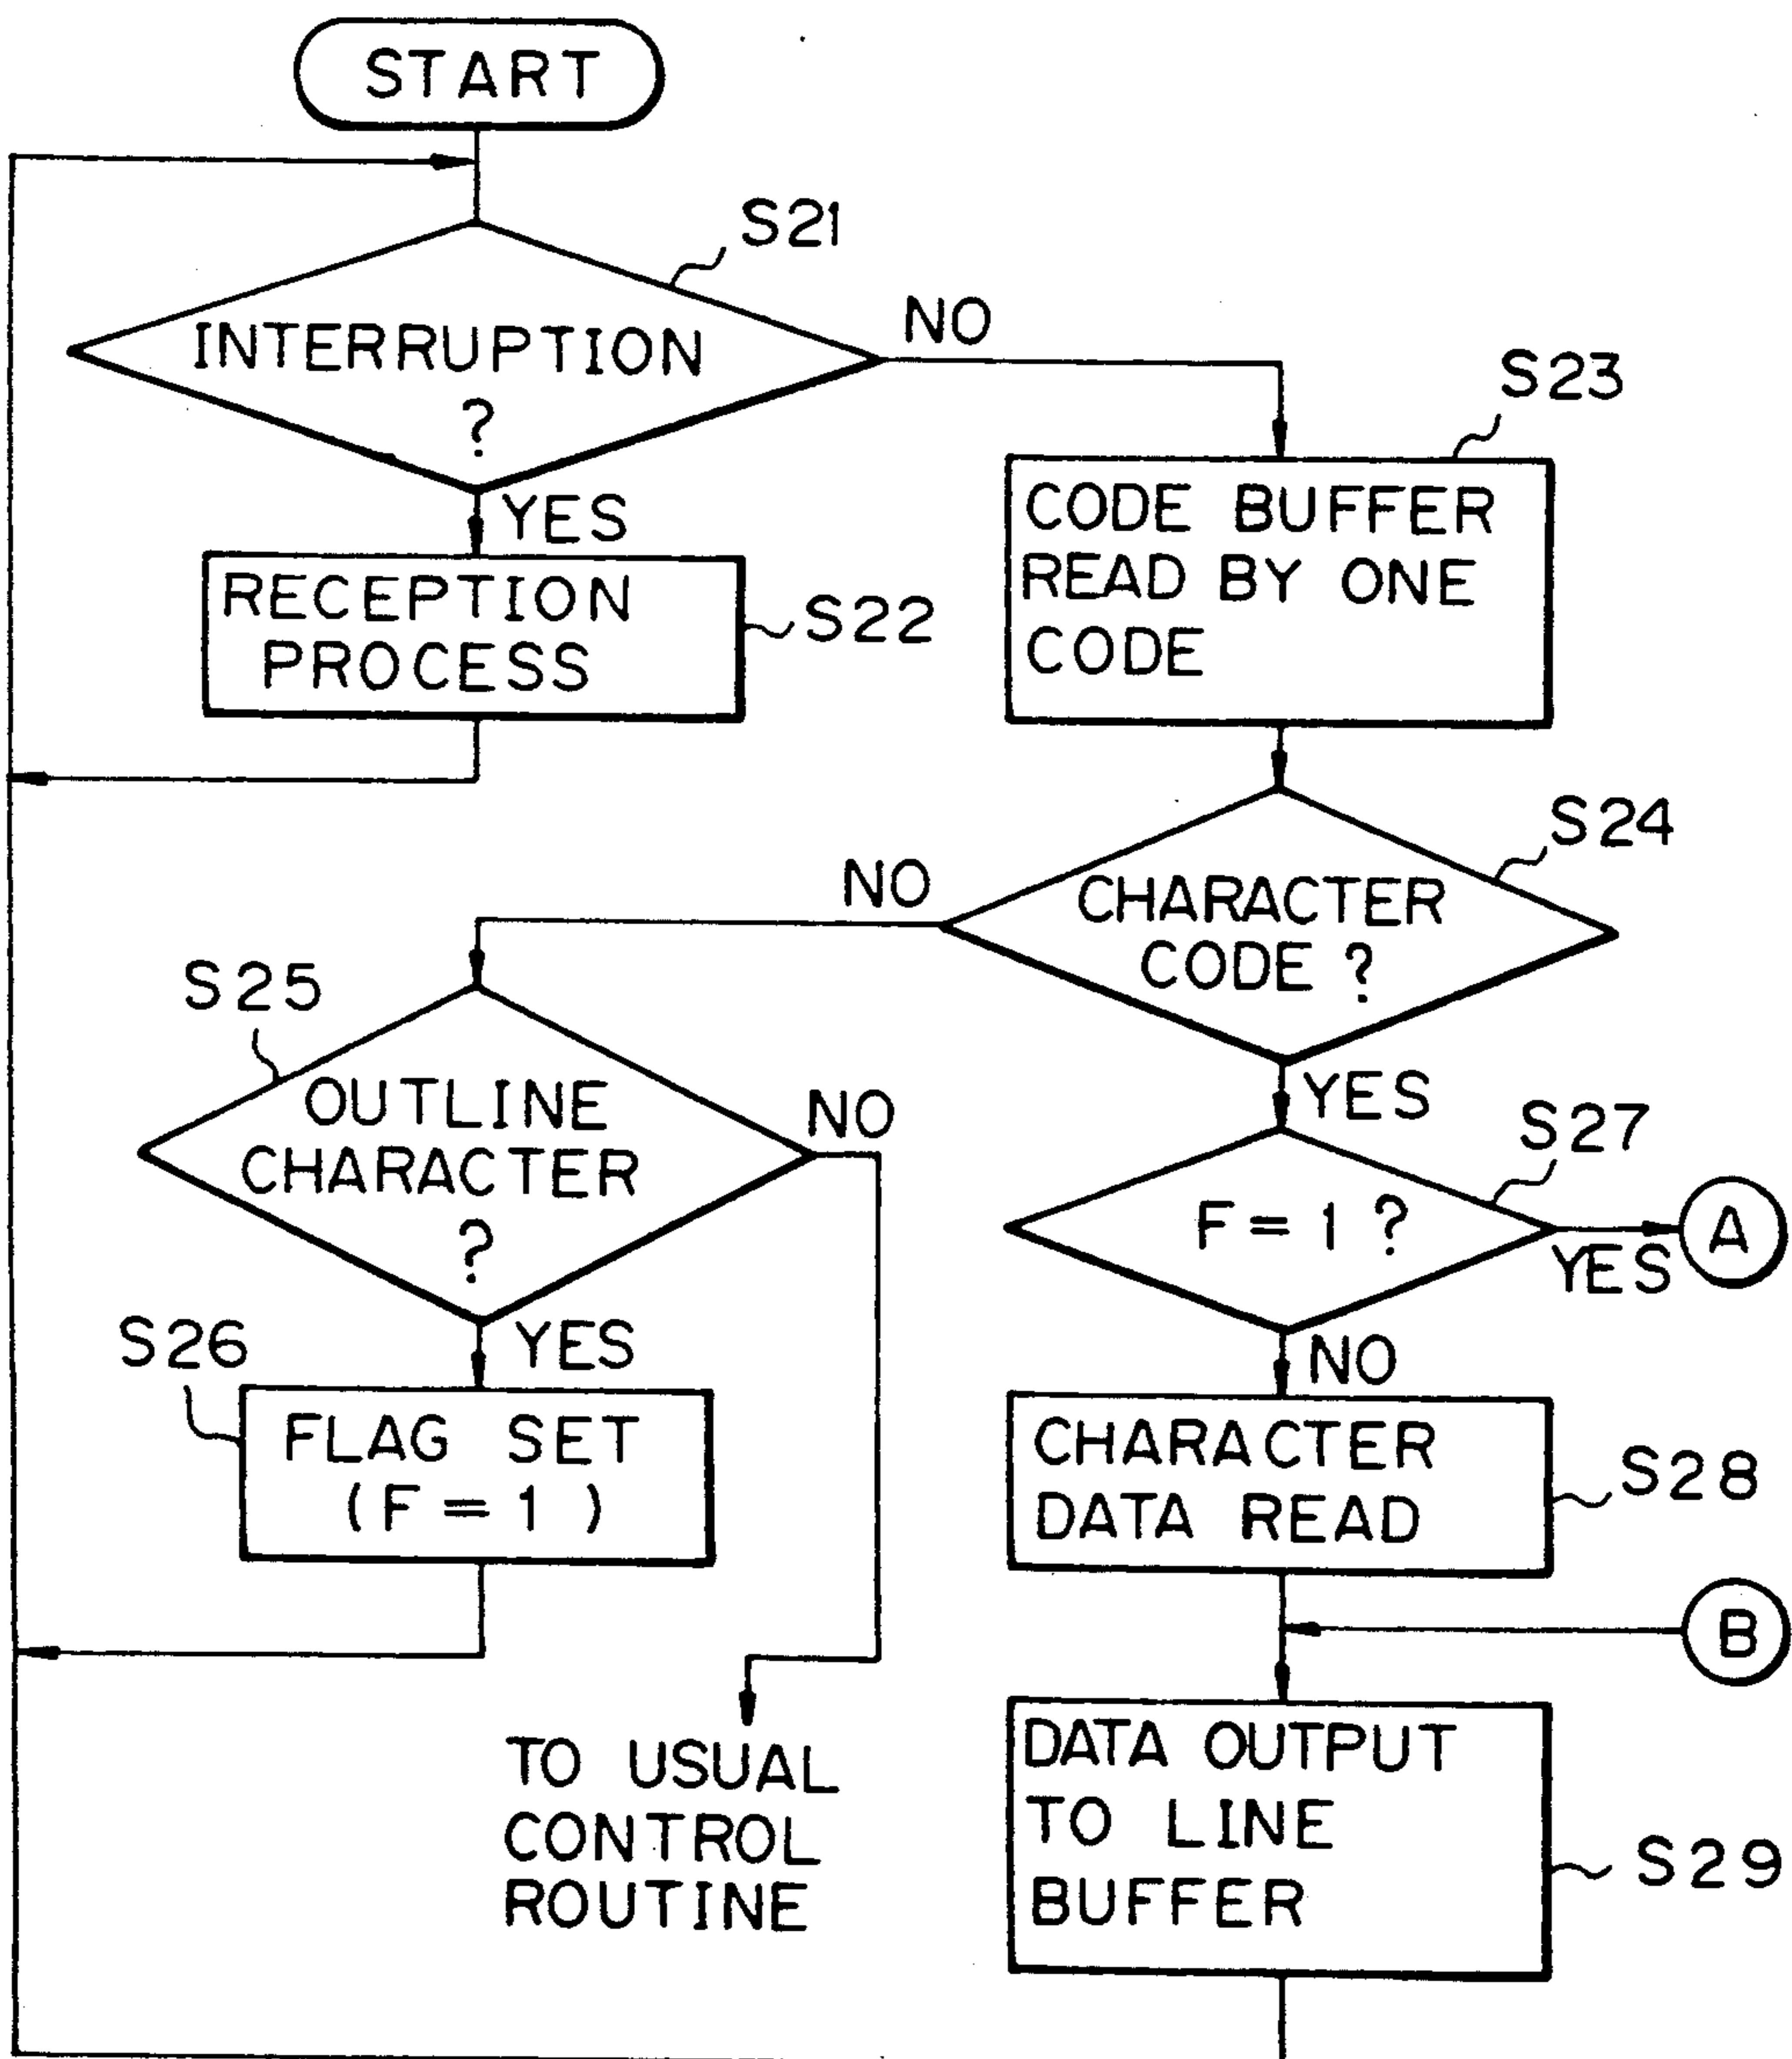 START
S21
INTERRUPTION
?
NO
YES
S23
CODE BUFFER
READ BY ONE
CODE
RECEPTION
PROCESS
S22
S24
NO
CHARACTER
CODE ?
YES
S25
OUTLINE
CHARACTER
?
NO
S27
F = 1 ?
YES
A
S26
YES
FLAG SET
( F = 1 )
NO
CHARACTER
DATA READ
S28
B
TO USUAL
CONTROL
ROUTINE
DATA OUTPUT
TO LINE
BUFFER
S29